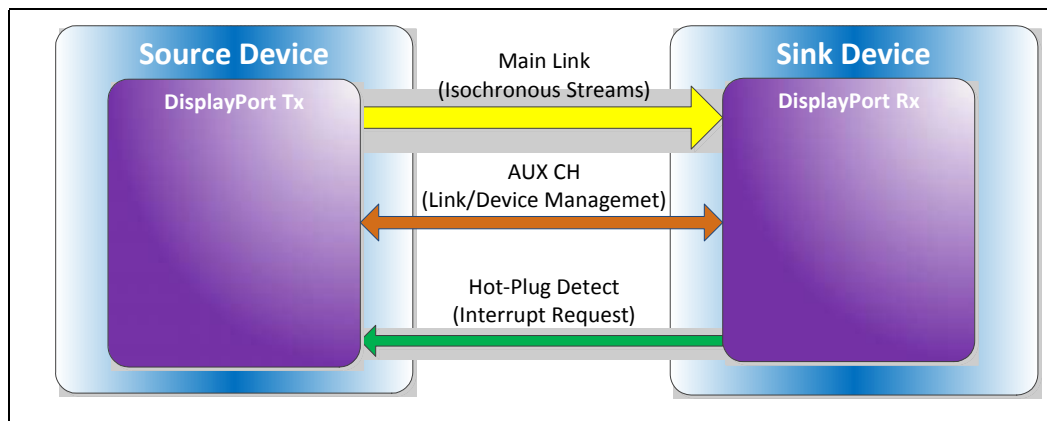 Source Device
Sink Device
DisplayPort Tx
Main Link
(Isochronous Streams)
DisplayPort Rx
AUX CH
(Link/Device Managemet)
Hot-Plug Detect
(Interrupt Request)